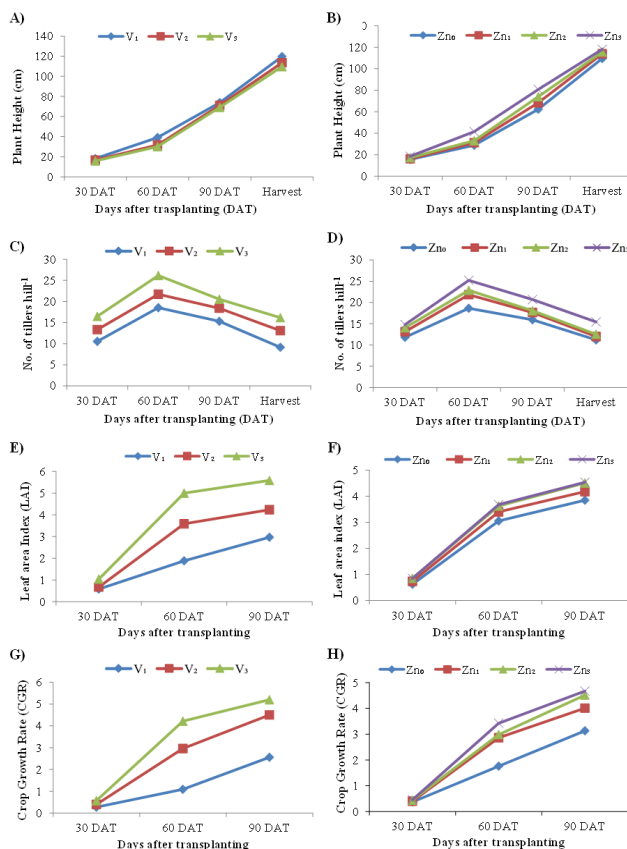 A)
V₁ V₂ V₃
140
120
100
80
60
40
20
0
Plant Height (cm)
30 DAT 60 DAT 90 DAT Harvest
Days after trasplanting (DAT)
B)
Zn₀ Zn₁ Zn₂ Zn₃
120
100
80
60
40
20
0
Plant Height (cm)
30 DAT 60 DAT 90 DAT Harvest
Days after transplanting (DAT)
C)
V₁ V₂ V₃
30
25
20
15
10
5
0
No. of tillers hill⁻¹
30 DAT 60 DAT 90 DAT Harvest
Days after transplanting (DAT)
D)
Zn₀ Zn₁ Zn₂
30
25
20
15
10
5
0
No. of tillers hill⁻¹
30 DAT 60 DAT 90 DAT Harvest
Days after transplanting (DAT)
E)
V₁ V₂ V₃
6
5
4
3
2
1
0
Leaf area Index (LAI)
30 DAT 60 DAT 90 DAT
Days after transplanting
F)
Zn₀ Zn₁ Zn₂ Zn₃
5
4
3
2
1
0
Leaf area index (LAI)
30 DAT 60 DAT 90 DAT
Days after transplanting
G)
V₁ V₂ V₃
6
5
4
3
2
1
0
Crop Growth Rate (CGR)
30 DAT 60 DAT 90 DAT
Days after transplanting
H)
Zn₀ Zn₁ Zn₂ Zn₃
5
4
3
2
1
0
Crop Growth Rate (CGR)
30 DAT 60 DAT 90 DAT
Days after transplanting